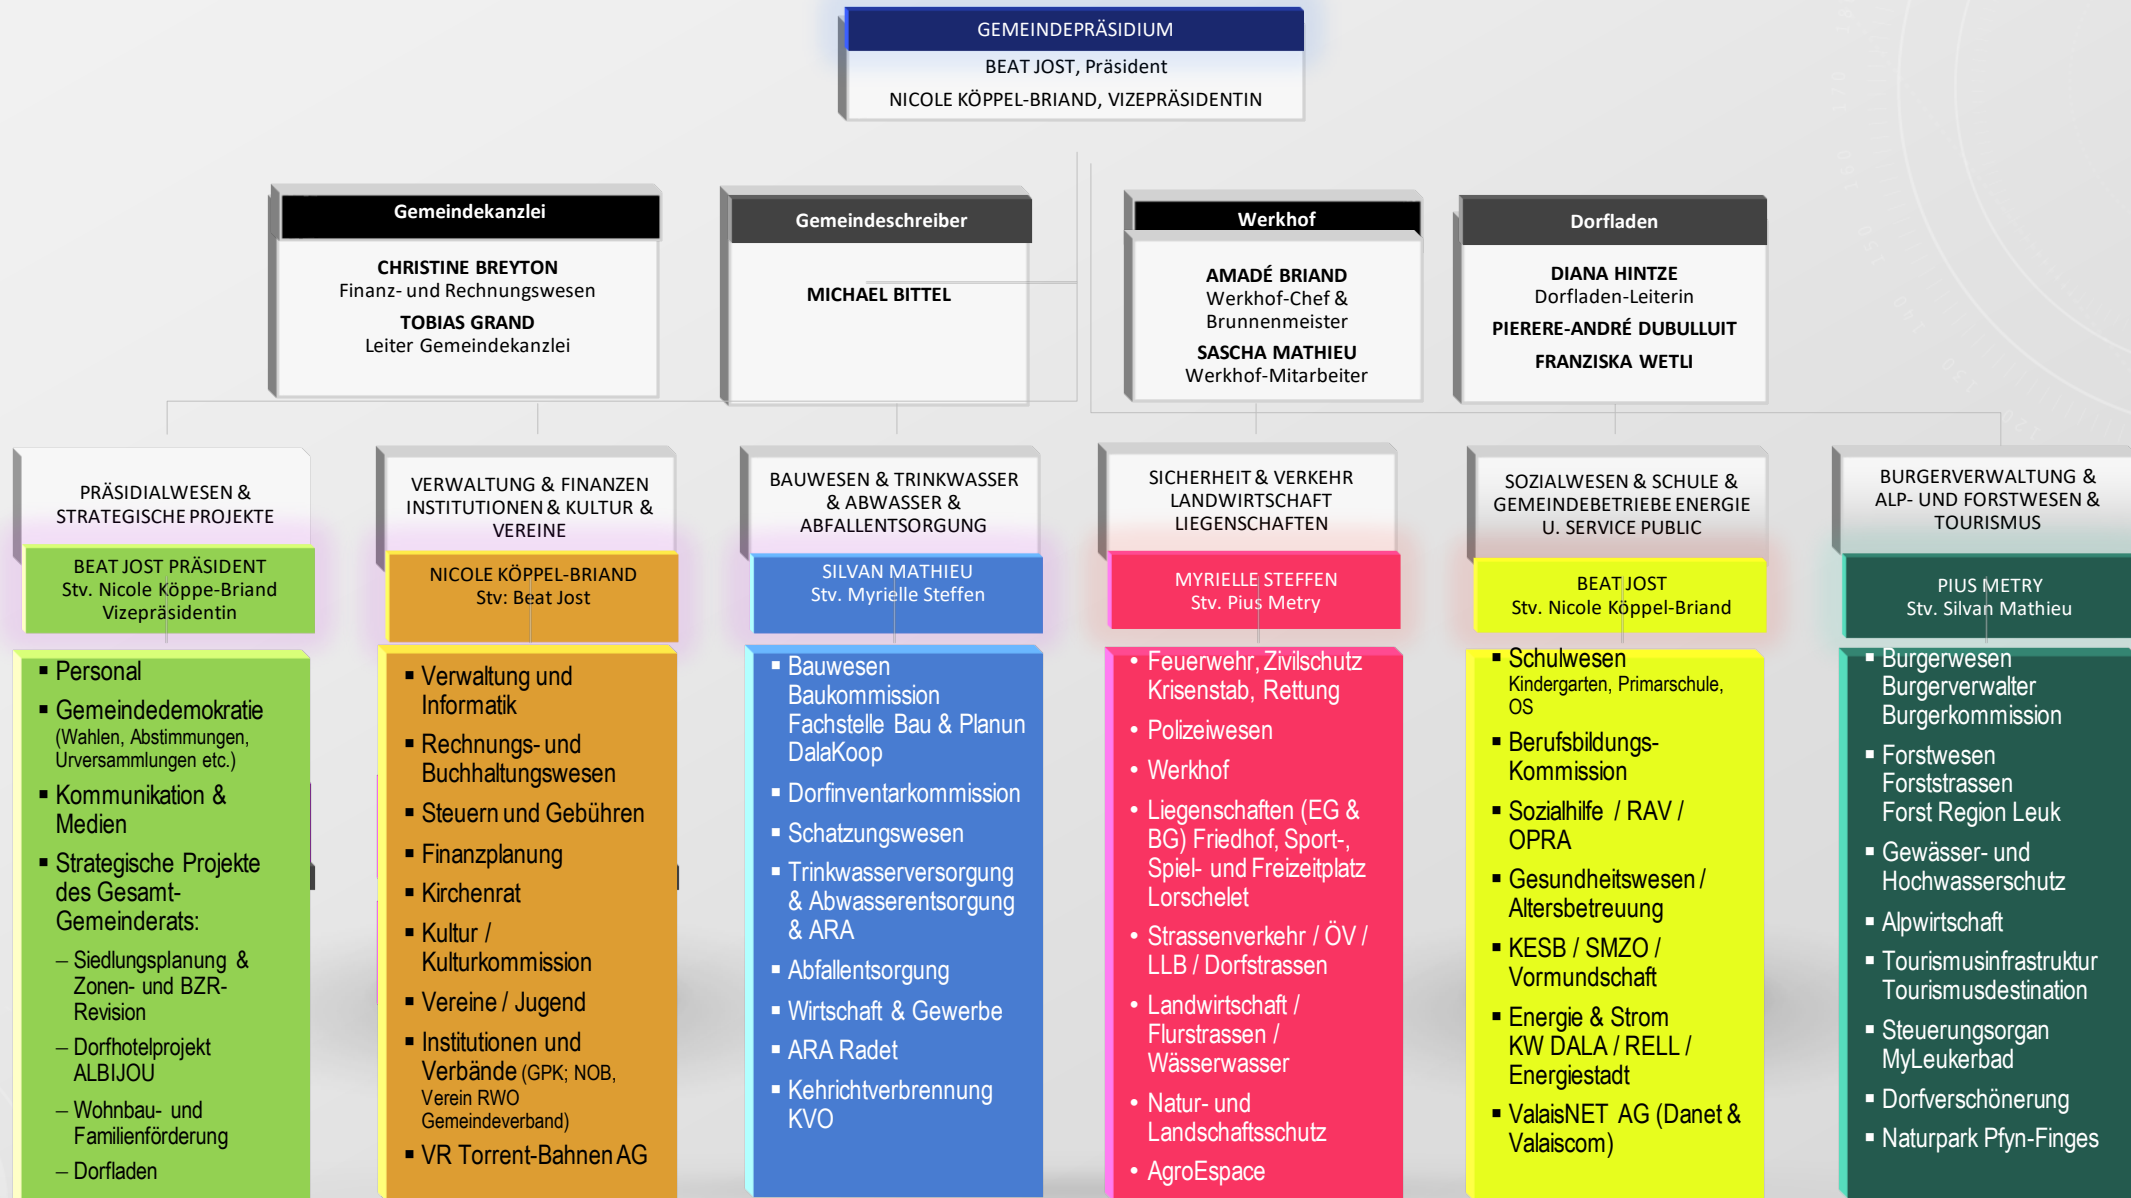 GEMEINDEPRÄSIDIUM
BEAT JOST, Präsident
NICOLE KÖPPEL-BRIAND, VIZEPRÄSIDENTIN
Gemeindekanzlei
CHRISTINE BREYTON
Finanz- und Rechnungswesen
TOBIAS GRAND
Leiter Gemeindekanzlei
Gemeindeschreiber
MICHAEL BITTEL
Werkhof
AMADÉ BRIAND
Werkhof-Chef &
Brunnenmeister
SASCHA MATHIEU
Werkhof-Mitarbeiter
Dorfladen
DIANA HINTZE
Dorfladen-Leiterin
PIERERE-ANDRÉ DUBULLUIT
FRANZISKA WETLI
PRÄSIDIALWESEN &
STRATEGISCHE PROJEKTE
BEAT JOST PRÄSIDENT
Stv. Nicole Köppe-Briand
Vizepräsidentin
▪ Personal
▪ Gemeindedemokratie
(Wahlen, Abstimmungen,
Urversammlungen etc.)
▪ Kommunikation &
Medien
▪ Strategische Projekte
des Gesamt-
Gemeinderats:
– Siedlungsplanung &
Zonen- und BZR-
Revision
– Dorfhotelprojekt
ALBIJOU
– Wohnbau- und
Familienförderung
– Dorfladen
VERWALTUNG & FINANZEN
INSTITUTIONEN & KULTUR &
VEREINE
NICOLE KÖPPEL-BRIAND
Stv: Beat Jost
▪ Verwaltung und
Informatik
▪ Rechnungs- und
Buchhaltungswesen
▪ Steuern und Gebühren
▪ Finanzplanung
▪ Kirchenrat
▪ Kultur /
Kulturkommission
▪ Vereine / Jugend
▪ Institutionen und
Verbände (GPK; NOB,
Verein RWO
Gemeindeverband)
▪ VR Torrent-Bahnen AG
BAUWESEN & TRINKWASSER
& ABWASSER &
ABFALLENTSORGUNG
SILVAN MATHIEU
Stv. Myrielle Steffen
▪ Bauwesen
Baukommission
Fachstelle Bau & Planun
DalaKoop
▪ Dorfinventarkommission
▪ Schatzungswesen
▪ Trinkwasserversorgung
& Abwasserentsorgung
& ARA
▪ Abfallentsorgung
▪ Wirtschaft & Gewerbe
▪ ARA Radet
▪ Kehrichtverbrennung
KVO
SICHERHEIT & VERKEHR
LANDWIRTSCHAFT
LIEGENSCHAFTEN
MYRIELLE STEFFEN
Stv. Pius Metry
• Feuerwehr, Zivilschutz
Krisenstab, Rettung
• Polizeiwesen
• Werkhof
• Liegenschaften (EG &
BG) Friedhof, Sport-,
Spiel- und Freizeitplatz
Lorschelet
• Strassenverkehr / ÖV /
LLB / Dorfstrassen
• Landwirtschaft /
Flurstrassen /
Wässerwasser
• Natur- und
Landschaftsschutz
• AgroEspace
SOZIALWESEN & SCHULE &
GEMEINDEBETRIEBE ENERGIE
U. SERVICE PUBLIC
BEAT JOST
Stv. Nicole Köppel-Briand
▪ Schulwesen
Kindergarten, Primarschule,
OS
▪ Berufsbildungs-
Kommission
▪ Sozialhilfe / RAV /
OPRA
▪ Gesundheitswesen /
Altersbetreuung
▪ KESB / SMZO /
Vormundschaft
▪ Energie & Strom
KW DALA / RELL /
Energiestadt
▪ ValaisNET AG (Danet &
Valaiscom)
BURGERVERWALTUNG &
ALP- UND FORSTWESEN &
TOURISMUS
PIUS METRY
Stv. Silvan Mathieu
▪ Burgerwesen
Burgerverwalter
Burgerkommission
▪ Forstwesen
Forststrassen
Forst Region Leuk
▪ Gewässer- und
Hochwasserschutz
▪ Alpwirtschaft
▪ Tourismusinfrastruktur
Tourismusdestination
▪ Steuerungsorgan
MyLeukerbad
▪ Dorfverschönerung
▪ Naturpark Pfyn-Finges